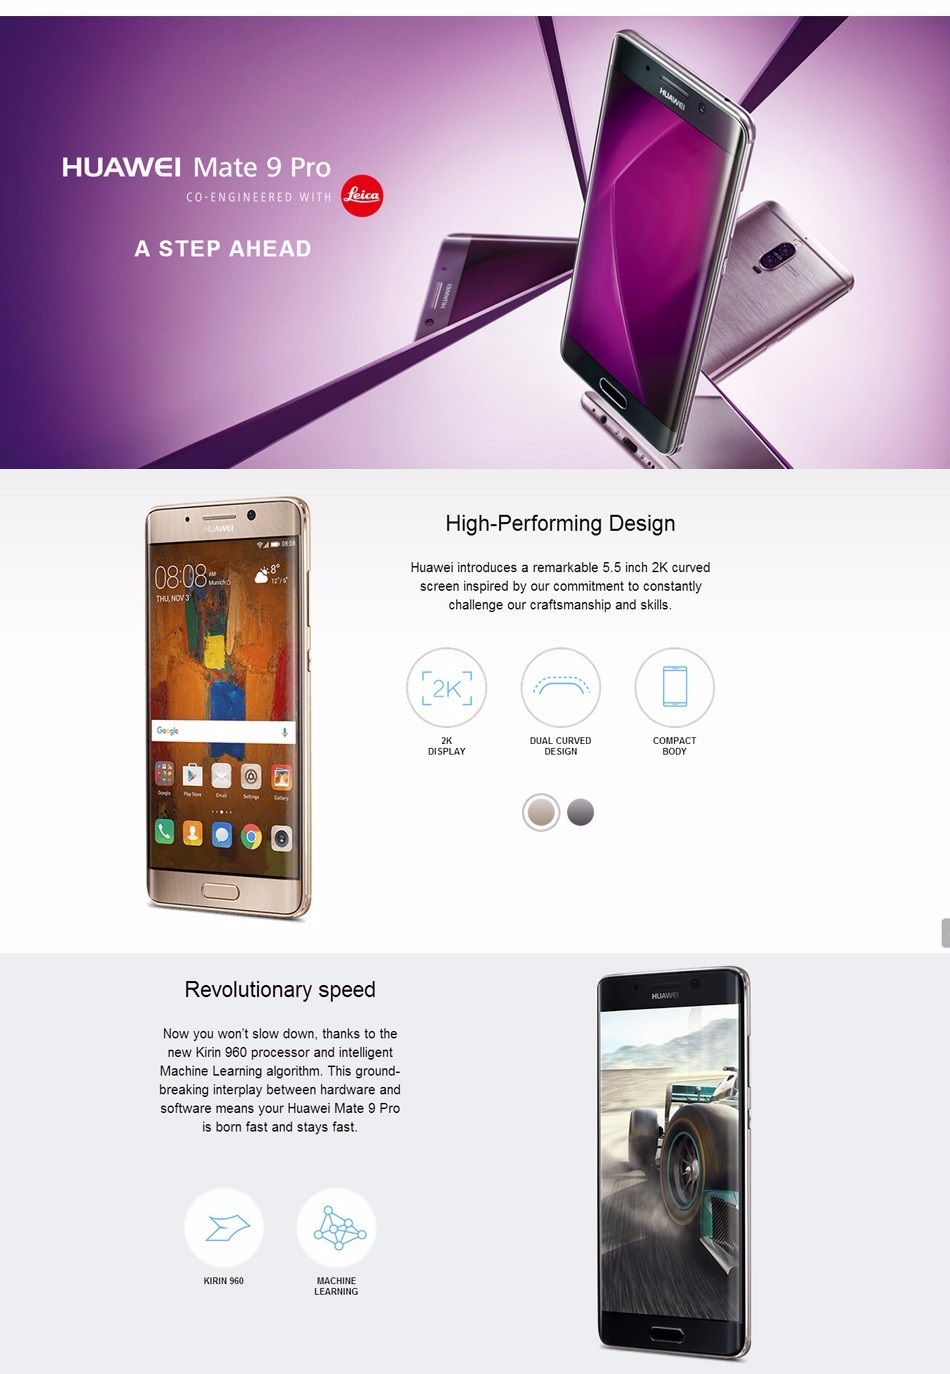 HUAWEI Mate 9 Pro
CO-ENGINEERED WITH Leica
A STEP AHEAD
HUAWEI
HUAWEI
HUAWEI
08:08
08:08 AM
Munich
8°
12°/6°
THU, NOV 3
Google
Google
Play Store
Email
Settings
Gallery
High-Performing Design
Huawei introduces a remarkable 5.5 inch 2K curved
screen inspired by our commitment to constantly
challenge our craftsmanship and skills.
2K
2K
DISPLAY
DUAL CURVED
DESIGN
COMPACT
BODY
Revolutionary speed
Now you won't slow down, thanks to the
new Kirin 960 processor and intelligent
Machine Learning algorithm. This ground-
breaking interplay between hardware and
software means your Huawei Mate 9 Pro
is born fast and stays fast.
KIRIN 960
MACHINE
LEARNING
HUAWEI